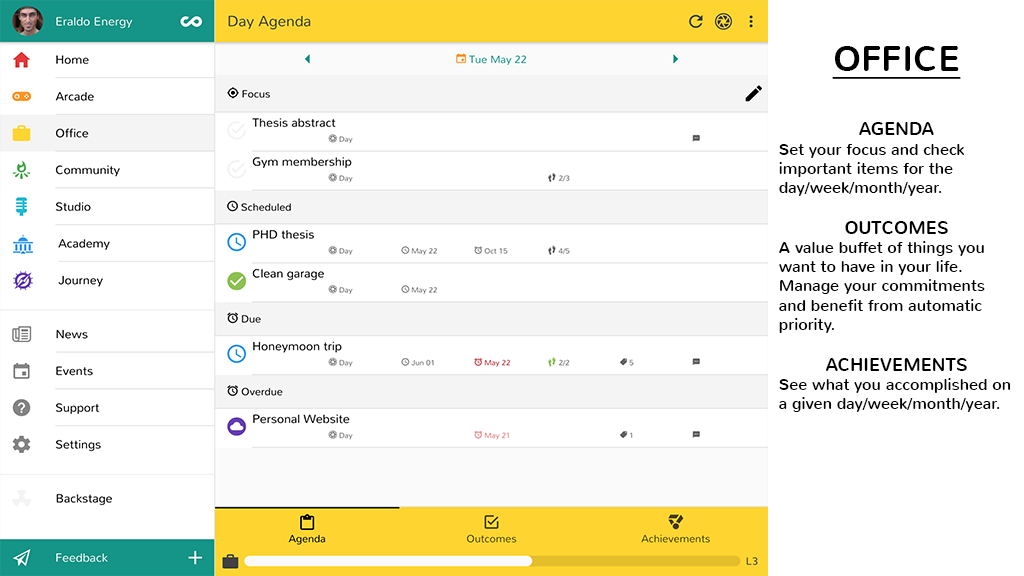 Eraldo Energy
Home
Arcade
Office
Community
Studio
Academy
Journey
News
Events
Support
Settings
Backstage
Feedback
Day Agenda
Tue May 22
Focus
Thesis abstract
Day
Gym membership
Day 2/3
Scheduled
PHD thesis
Day May 22 Oct 15 4/5
Clean garage
Day May 22
Due
Honeymoon trip
Day Jun 01 May 22 2/2 5
Overdue
Personal Website
Day May 21 1
Agenda Outcomes Achievements
L3
OFFICE
AGENDA
Set your focus and check
important items for the
day/week/month/year.
OUTCOMES
A value buffet of things you
want to have in your life.
Manage your commitments
and benefit from automatic
priority.
ACHIEVEMENTS
See what you accomplished on
a given day/week/month/year.